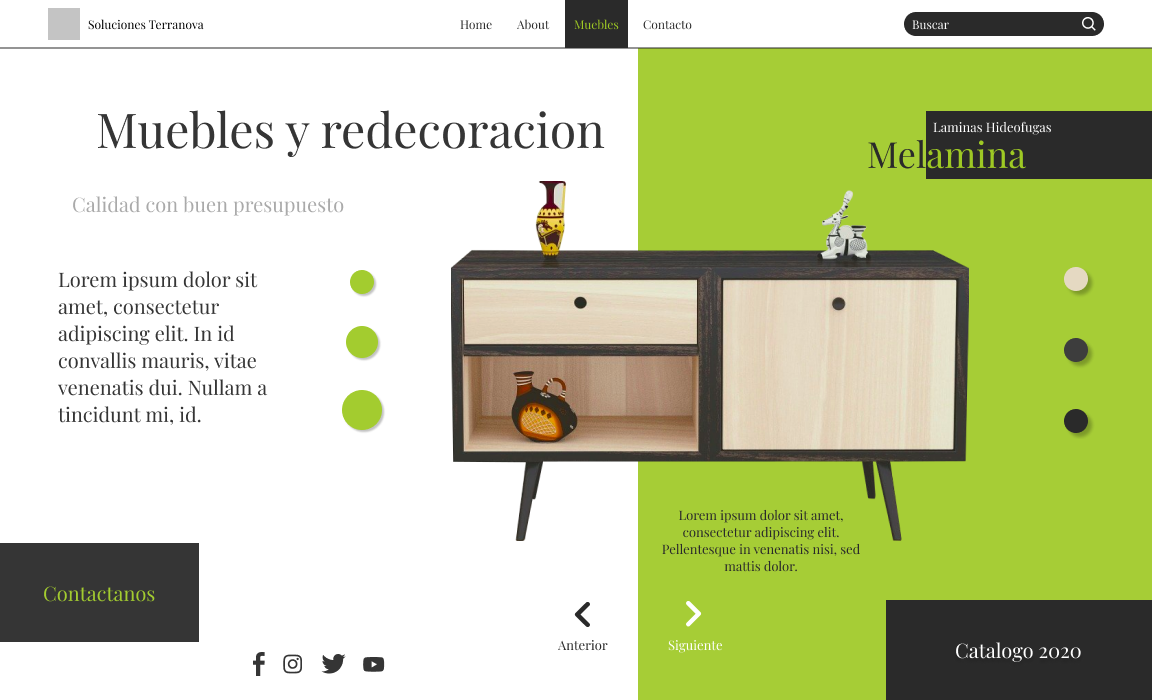 Soluciones Terranova
Home
About
Muebles
Contacto
Buscar
Muebles y redecoracion
Laminas Hideofugas
Melamina
Calidad con buen presupuesto
Lorem ipsum dolor sit
amet, consectetur
adipiscing elit. In id
convallis mauris, vitae
venenatis dui. Nullam a
tincidunt mi, id.
Lorem ipsum dolor sit amet,
consectetur adipiscing elit.
Pellentesque in venenatis nisi, sed
mattis dolor.
Contactanos
Anterior
Siguiente
Catalogo 2020